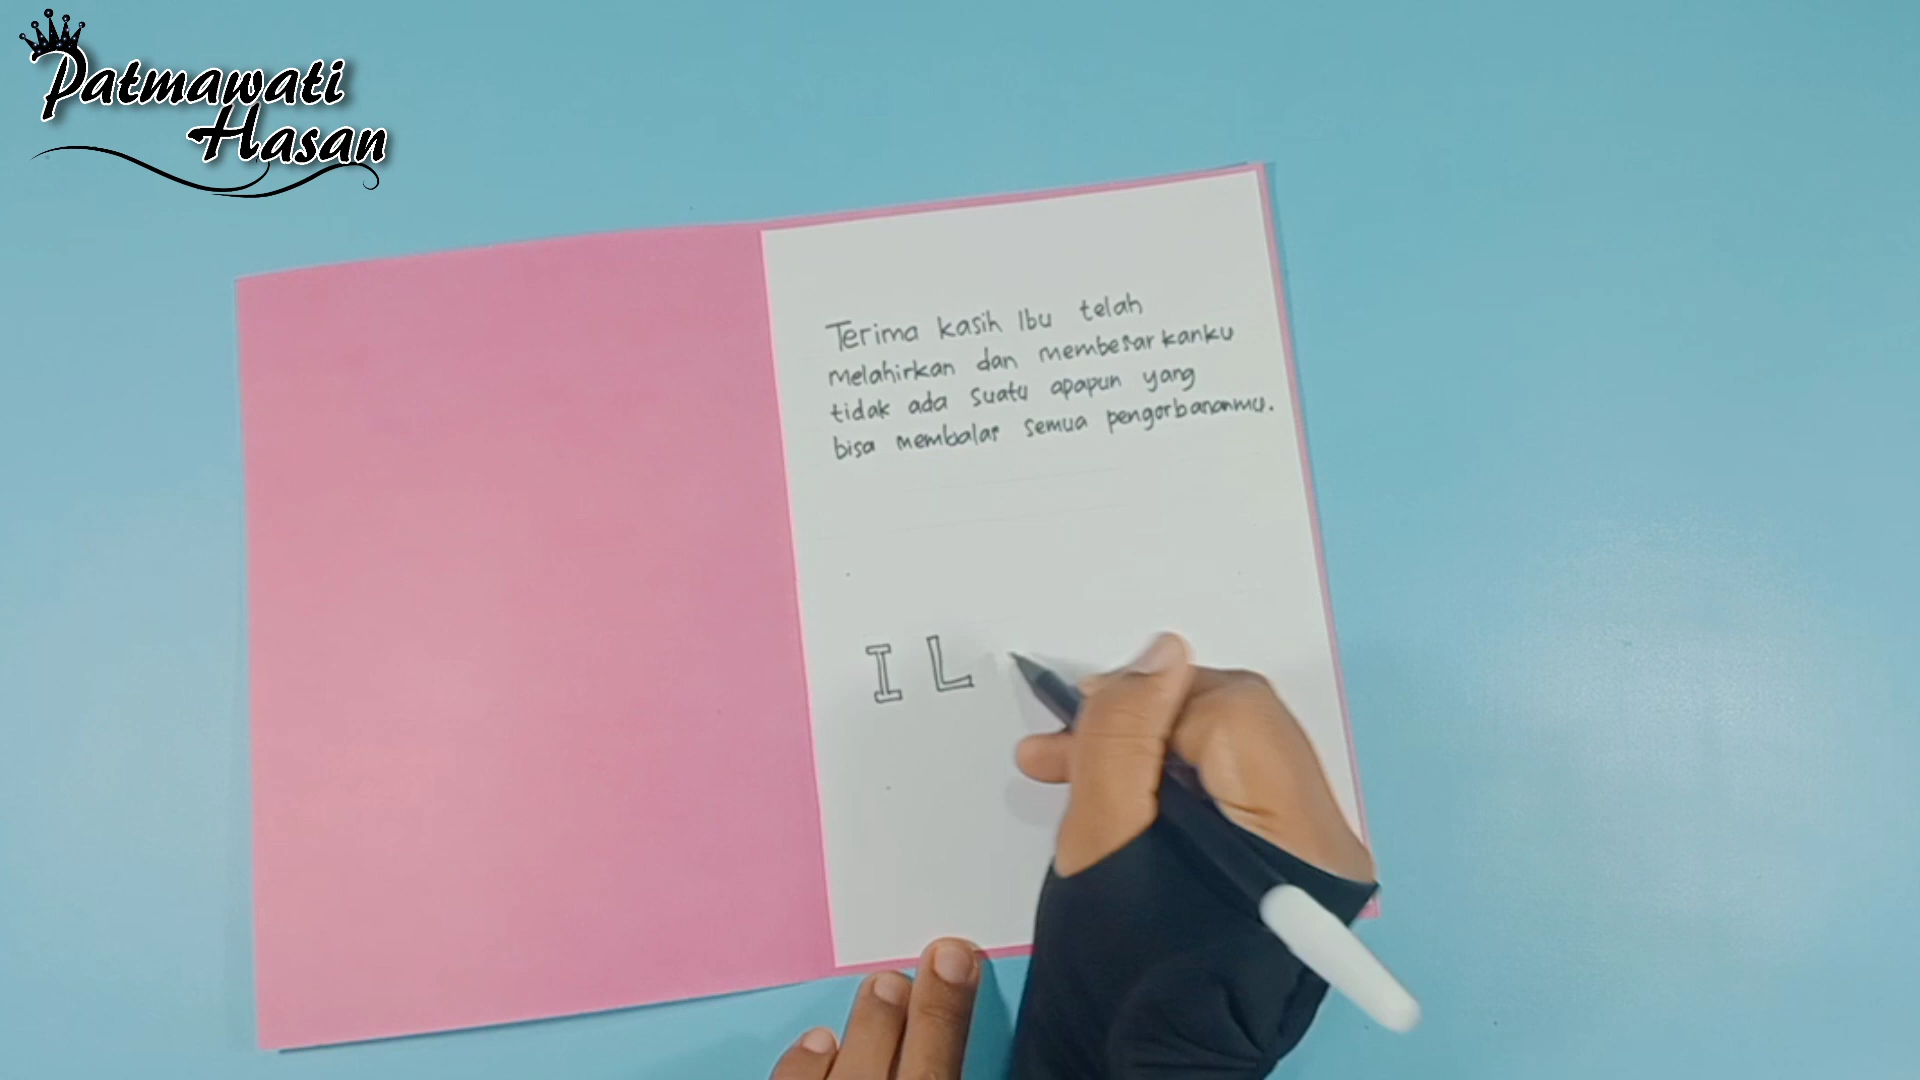 Patmawati
Hasan
Terima kasih Ibu telah
melahirkan dan membesarkanku
tidak ada suatu apapun yang
bisa membalas semua pengorbananmu.
I L